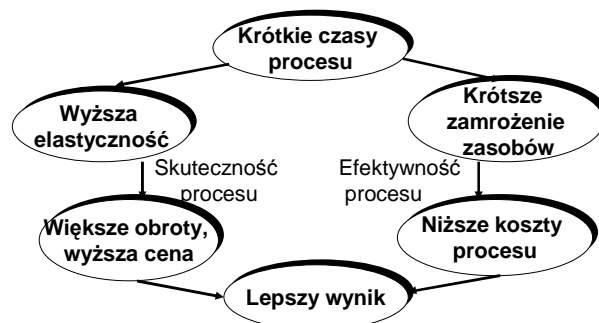 Krótkie czasy
procesu
Wyższa
elastyczność
Krótsze
zamrożenie
zasobów
Skuteczność
procesu
Efektywność
procesu
Większe obroty,
wyższa cena
Niższe koszty
procesu
Lepszy wynik